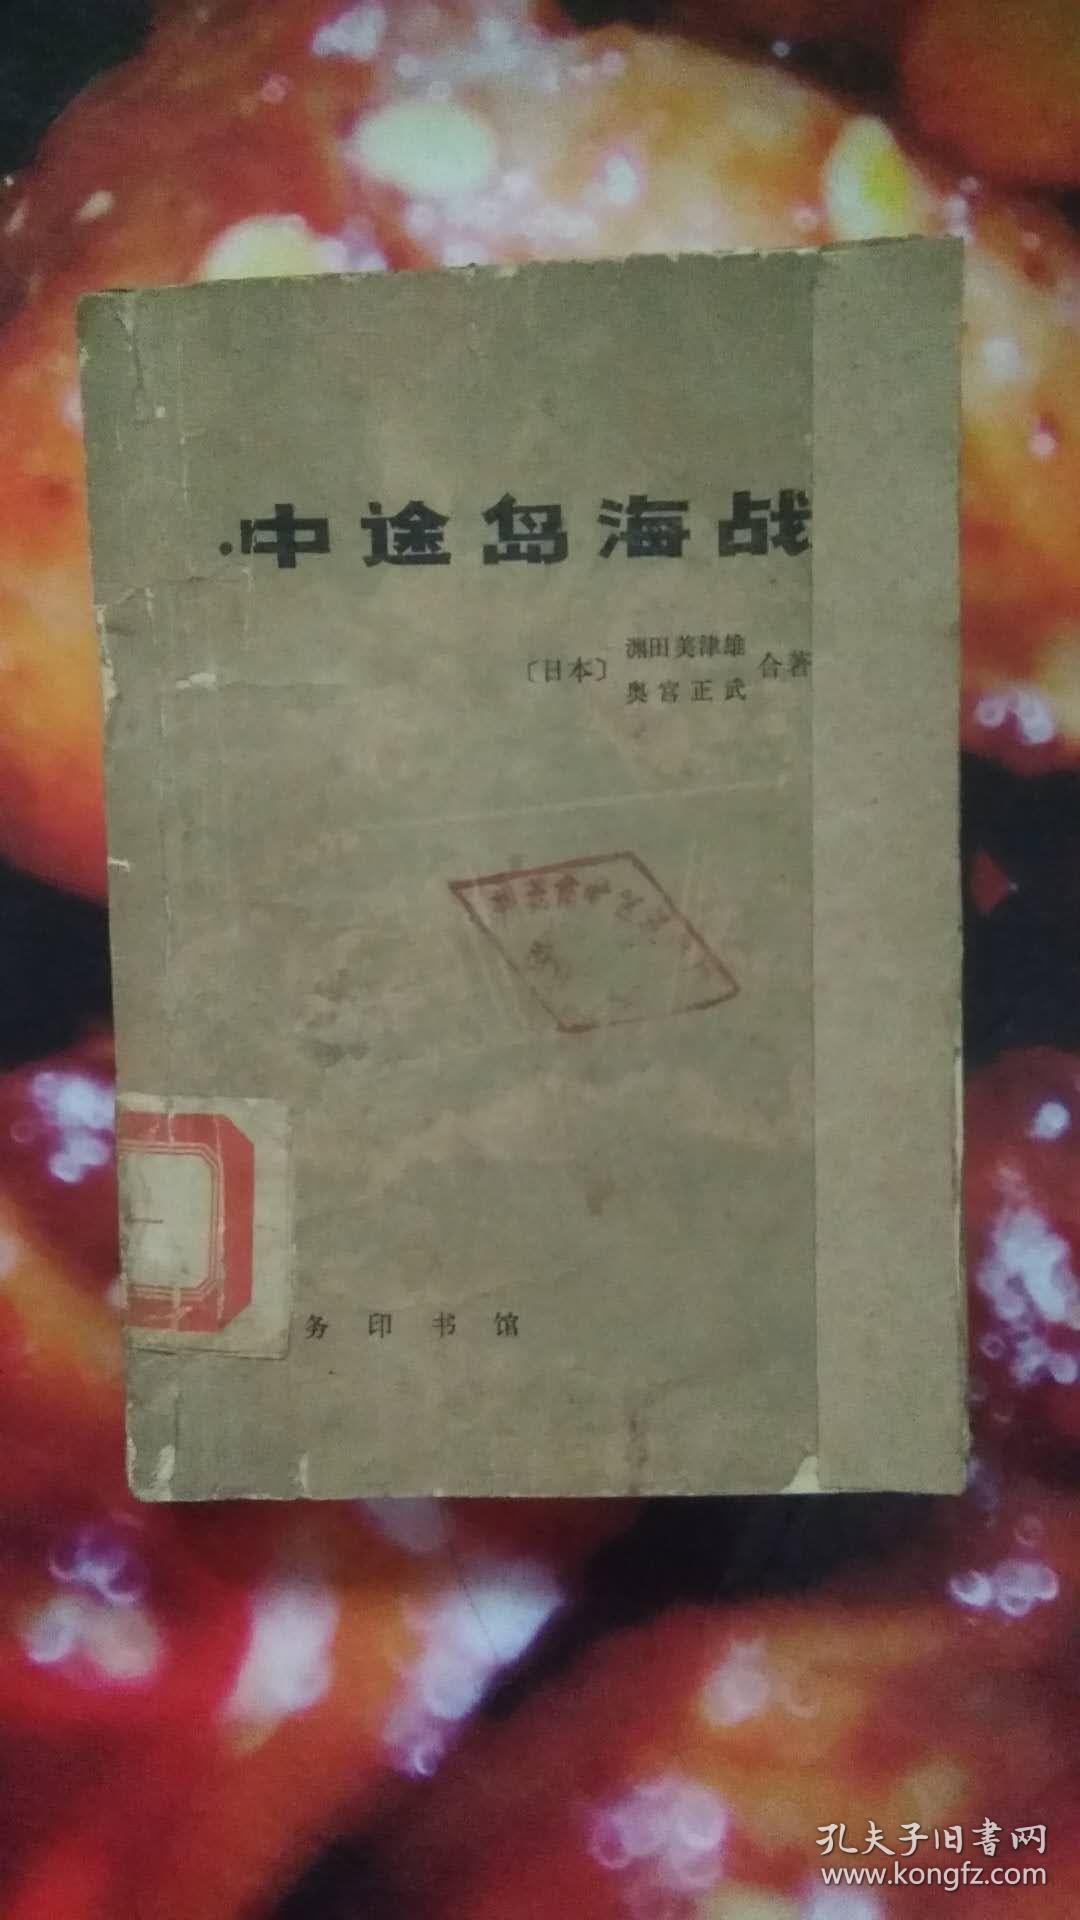 中途岛海战
〔日本〕 渊田美津雄 奥宫正武 合著
务印书馆
孔夫子旧書网
www.kongfz.com